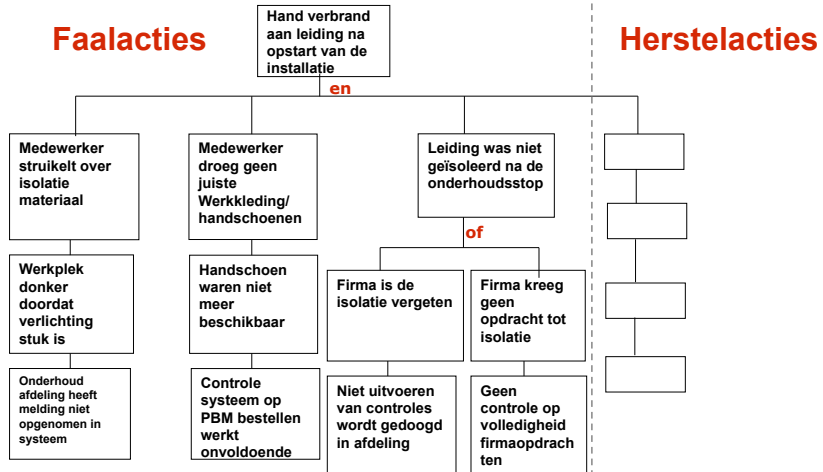 Faalacties
Hand verbrand
aan leiding na
opstart van de
installatie
Herstelacties
en
Medewerker
struikelt over
isolatie
materiaal
Medewerker
droeg geen
juiste
Werkkleding/
handschoenen
Leiding was niet
geïsoleerd na de
onderhoudsstop
of
Werkplek
donker
doordat
verlichting
stuk is
Handschoen
waren niet
meer
beschikbaar
Firma is de
isolatie vergeten
Firma kreeg
geen
opdracht tot
isolatie
Onderhoud
afdeling heeft
melding niet
opgenomen in
systeem
Controle
systeem op
PBM bestellen
werkt
onvoldoende
Niet uitvoeren
van controles
wordt gedoogd
in afdeling
Geen
controle op
volledigheid
firmaopdrach
ten